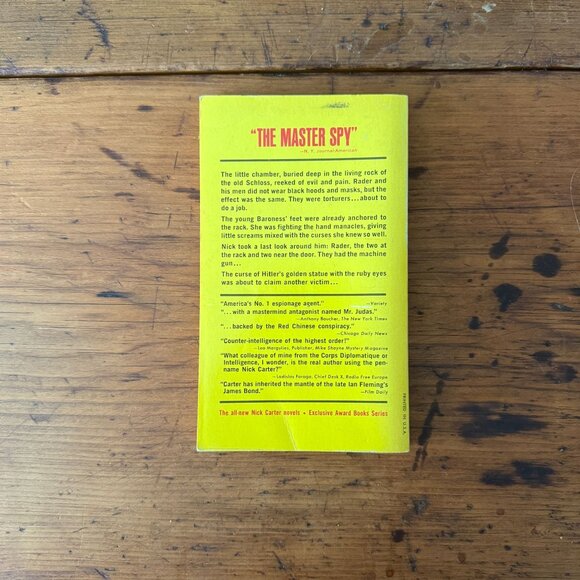 "THE MASTER SPY"
—N. Y. Journal-American
The little chamber, buried deep in the living rock of
the old Schloss, reeked of evil and pain. Rader and
his men did not wear black hoods and masks, but the
effect was the same. They were torturers...about to
do a job.
The young Baroness' feet were already anchored to
the rack. She was fighting the hand manacles, giving
little screams mixed with the curses she knew so well.
Nick took a last look around him: Rader, the two at
the rack and two near the door. They had the machine
gun...
The curse of Hitler's golden statue with the ruby eyes
was about to claim another victim...
"America's No. 1 espionage agent." —Variety
"...with a mastermind antagonist named Mr. Judas."
—Anthony Boucher, The New York Times
"...backed by the Red Chinese conspiracy."
—Chicago Daily News
"Counter-intelligence of the highest order!"
—Leo Margulies, Publisher, Mike Shayne Mystery Magazine
"What colleague of mine from the Corps Diplomatique or
Intelligence, I wonder, is the real author using the pen-
name Nick Carter?"
—Ladislas Farago, Chief Desk X, Radio Free Europe
"Carter has inherited the mantle of the late Ian Fleming's
James Bond." —Film Daily
The all-new Nick Carter novels • Exclusive Award Books Series
PRINTED IN U.S.A.